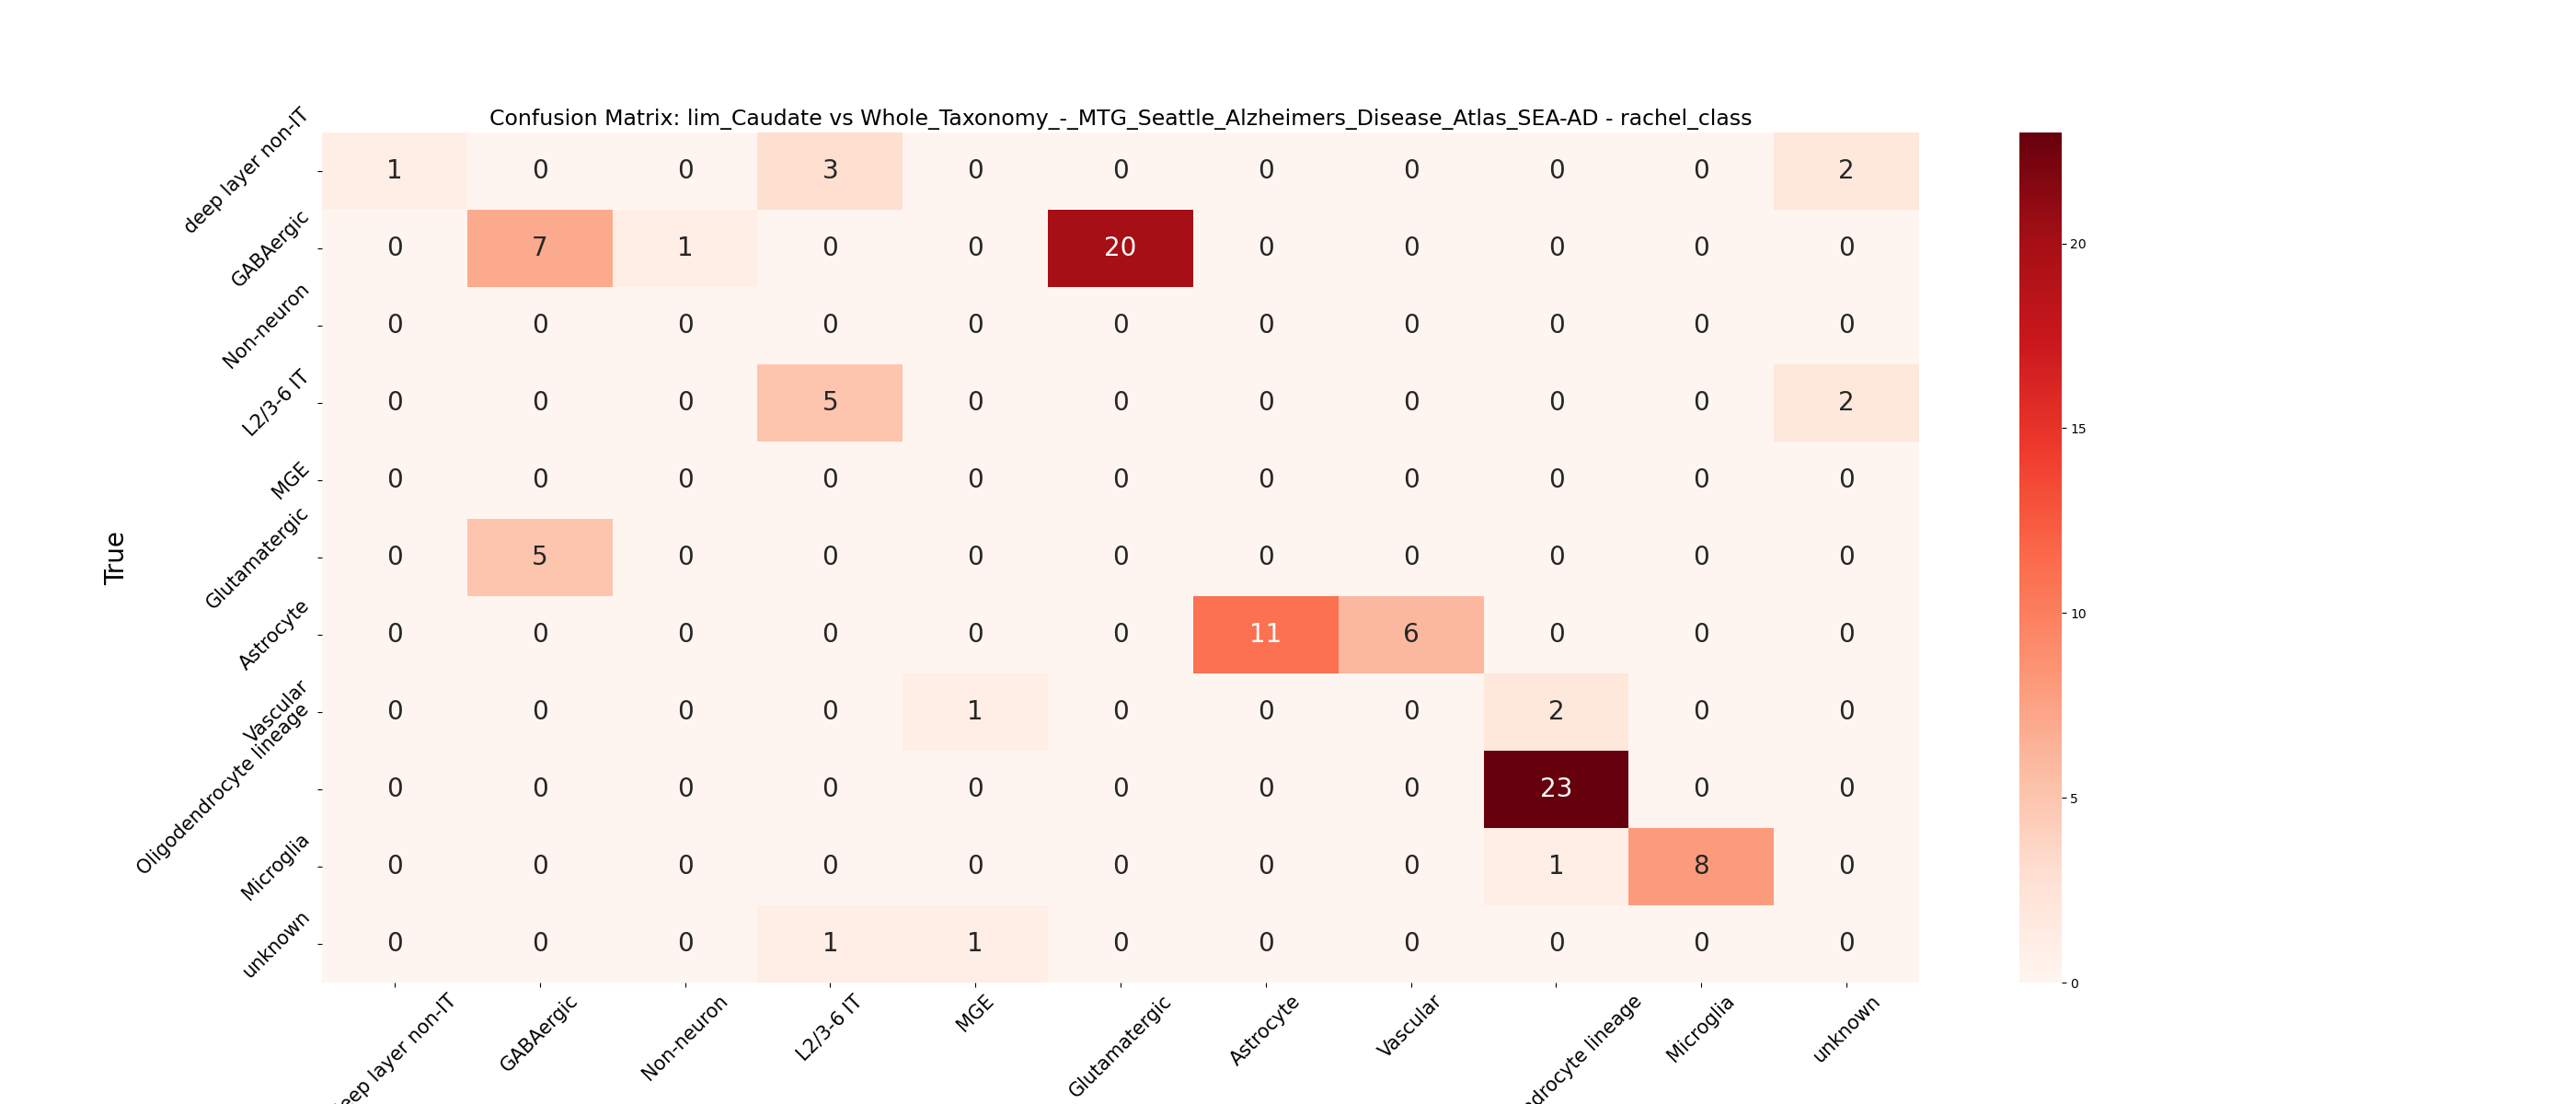 Confusion Matrix: lim_Caudate vs Whole_Taxonomy_-_MTG_Seattle_Alzheimers_Disease_Atlas_SEA-AD - rachel_class
True
deep layer non-IT 1 0 0 3 0 0 0 0 0 0 2
GABAergic 0 7 1 0 0 20 0 0 0 0 0
Non-neuron 0 0 0 0 0 0 0 0 0 0 0
L2/3-6 IT 0 0 0 5 0 0 0 0 0 0 2
MGE 0 0 0 0 0 0 0 0 0 0 0
Glutamatergic 0 5 0 0 0 0 0 0 0 0 0
Astrocyte 0 0 0 0 0 0 11 6 0 0 0
Vascular 0 0 0 0 1 0 0 0 2 0 0
Oligodendrocyte lineage 0 0 0 0 0 0 0 0 23 0 0
Microglia 0 0 0 0 0 0 0 0 1 8 0
unknown 0 0 0 1 1 0 0 0 0 0 0
eep layer non-IT
GABAergic
Non-neuron
L2/3-6 IT
MGE
Glutamatergic
Astrocyte
Vascular
drocyte lineage
Microglia
unknown
20
15
10
5
0